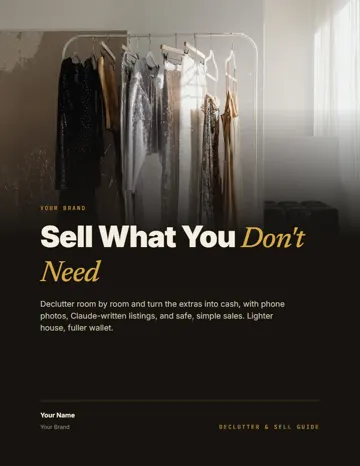 YOUR BRAND
Sell What You Don't
Need
Declutter room by room and turn the extras into cash, with phone
photos, Claude-written listings, and safe, simple sales. Lighter
house, fuller wallet.
Your Name
Your Brand
DECLUTTER & SELL GUIDE